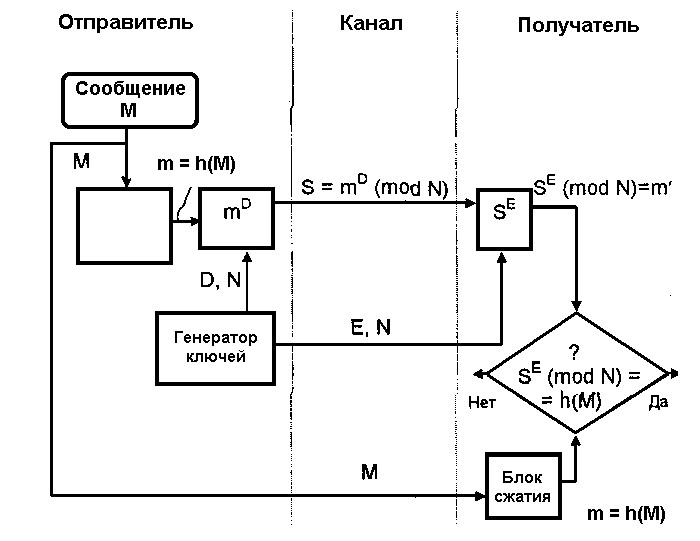 Отправитель
Канал
Получатель
Сообщение
M
M
m = h(M)
S = m^D (mod N)
S^E (mod N)=m′
m^D
S^E
D, N
Генератор
ключей
E, N
?
S^E (mod N) =
= h(M)
Нет
Да
M
Блок
сжатия
m = h(M)